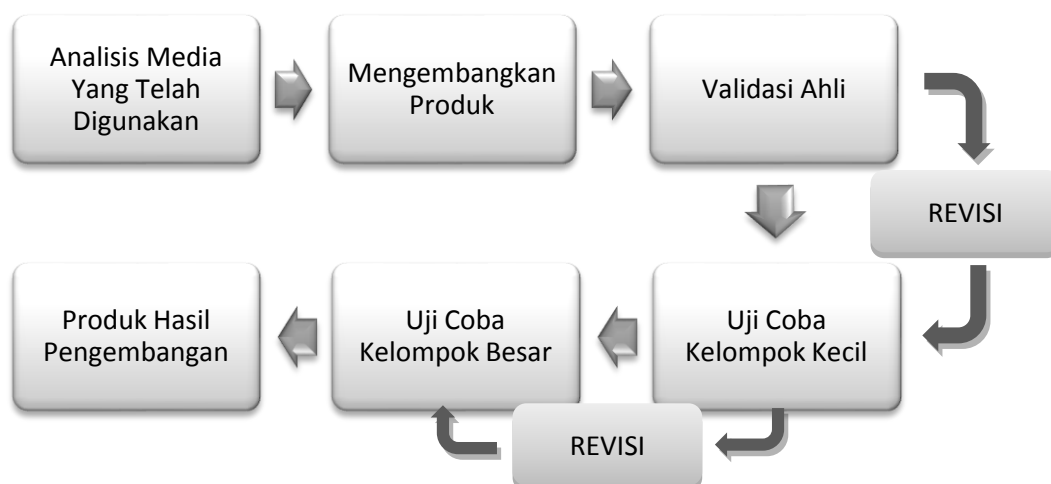 Analisis Media
Yang Telah
Digunakan
Mengembangkan
Produk
Validasi Ahli
REVISI
Produk Hasil
Pengembangan
Uji Coba
Kelompok Besar
Uji Coba
Kelompok Kecil
REVISI